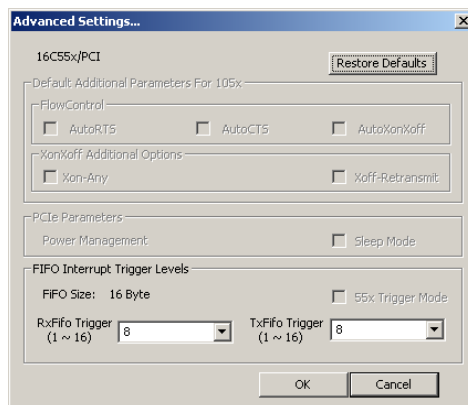 Advanced Settings...
16C55x/PCI
Restore Defaults
Default Additional Parameters For 105x
FlowControl
AutoRTS AutoCTS AutoXonXoff
XonXoff Additional Options
Xon-Any Xoff-Retransmit
PCIe Parameters
Power Management Sleep Mode
FIFO Interrupt Trigger Levels
FiFO Size: 16 Byte 55x Trigger Mode
RxFifo Trigger 8 TxFifo Trigger 8
(1 ~ 16) (1 ~ 16)
OK Cancel